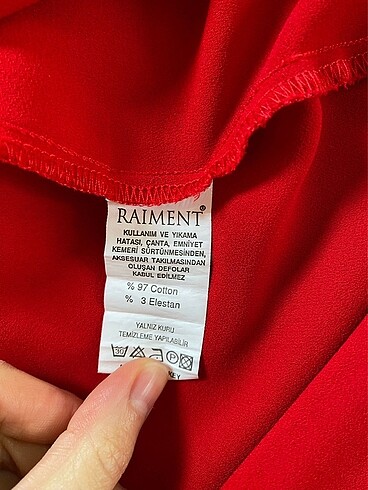 RAIMENT®
KULLANIM VE YIKAMA
HATASI, ÇANTA, EMNİYET
KEMERİ SÜRTÜNMESİNDEN,
AKSESUAR TAKILMASINDAN
OLUŞAN DEFOLAR
KABUL EDİLMEZ
% 97 Cotton
% 3 Elestan
YALNIZ KURU
TEMİZLEME YAPILABİLİR
30 P